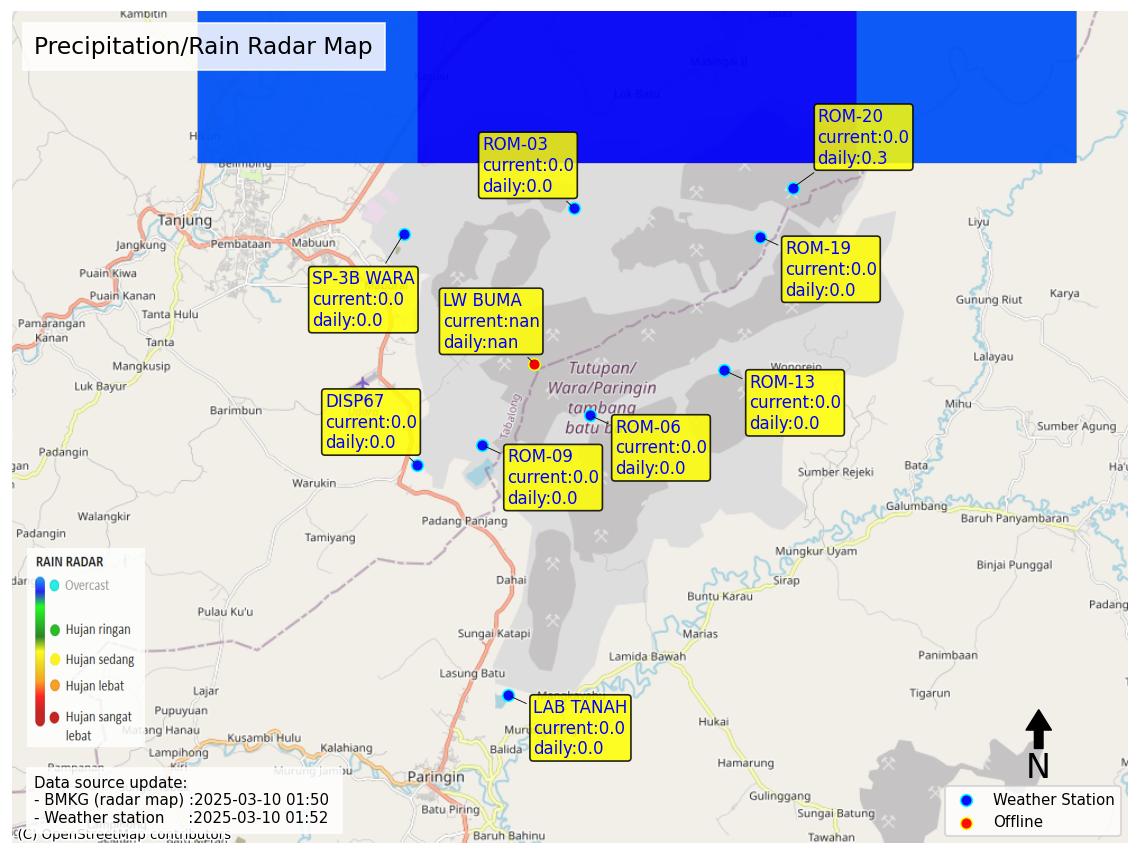 Kambitin
Precipitation/Rain Radar Map
Kapulu
Maringakal
Luk Batu
Belimbing
ROM-20
current:0.0
daily:0.3
ROM-03
current:0.0
daily:0.0
Tanjung
Jangkung
Pembataan
Mabuun
Liyu
ROM-19
current:0.0
daily:0.0
SP-3B WARA
current:0.0
daily:0.0
Puain Kiwa
Puain Kanan
Tanta Hulu
LW BUMA
current:nan
daily:nan
Gunung Riut
Karya
Pamarangan
Kanan
Tanta
Mangkusip
Lalayau
Luk Bayur
Tutupan/
Wara/Paringin
tambang
batu b
Wonorejo
ROM-13
current:0.0
daily:0.0
Tabalong
DISP67
current:0.0
daily:0.0
Barimbun
Mihu
ROM-06
current:0.0
daily:0.0
Sumber Agung
Padangin
ROM-09
current:0.0
daily:0.0
gan
Bata
Ha'u
Sumber Rejeki
Warukin
Galumbang
Baruh Panyambaran
Walangkir
Padang Panjang
Padangin
Tamiyang
Mungkur Uyam
Binjai Punggal
RAIN RADAR
Overcast
Hujan ringan
Hujan sedang
Hujan lebat
Hujan sangat
lebat
Dahai
Sirap
Buntu Karau
Padang
Pulau Ku'u
Sungai Katapi
Marias
Lamida Bawah
Panimbaan
Lasung Batu
Lajar
Tigarun
Pupuyuan
LAB TANAH
current:0.0
daily:0.0
Matang Hanau
Hukai
Kusambi Hulu
Kalahiang
Balida
Lampihong
Murung Jambu
Hamarung
N
Paringin
Data source update:
- BMKG (radar map) :2025-03-10 01:50
- Weather station :2025-03-10 01:52
Batu Piring
Gulinggang
Weather Station
Offline
Sungai Batung
(C) OpenStreetMap contributors
Baruh Bahinu
Tawahan